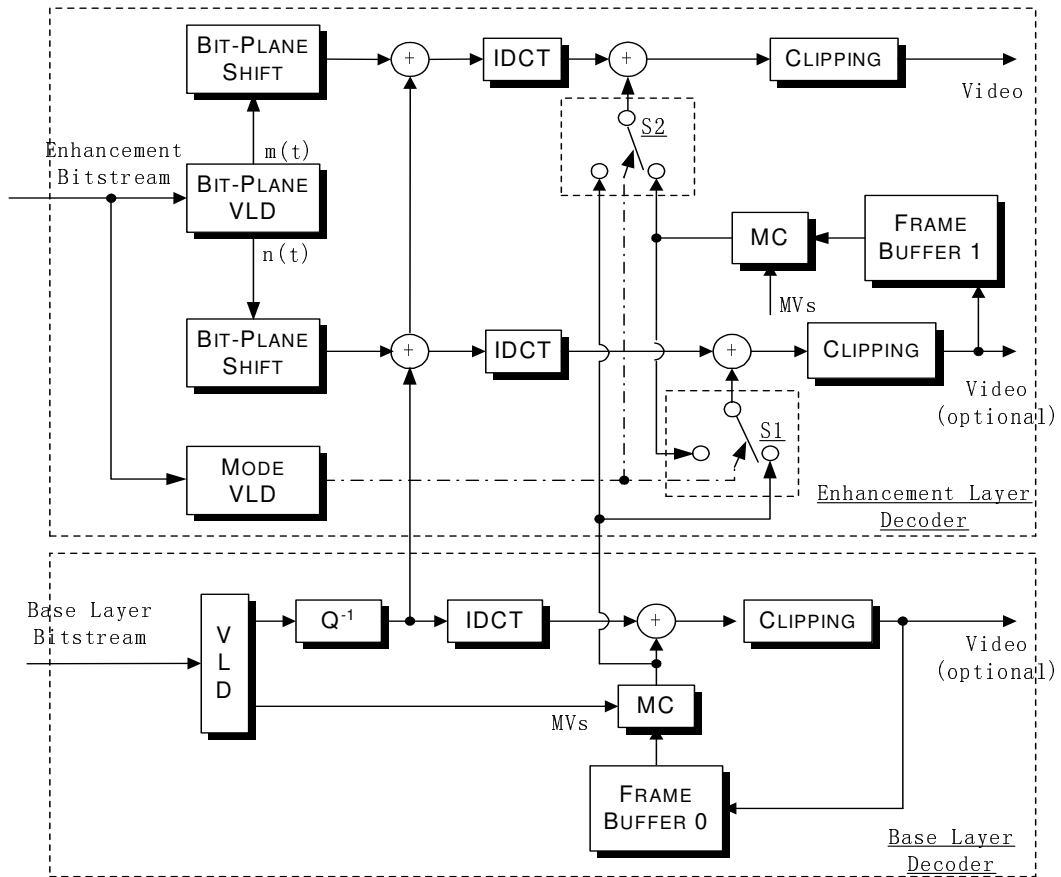 BIT-PLANE
SHIFT
+
IDCT
+
CLIPPING
Video
S2
Enhancement
Bitstream
m(t)
BIT-PLANE
VLD
n(t)
MC
FRAME
BUFFER 1
MVs
BIT-PLANE
SHIFT
+
IDCT
+
CLIPPING
Video
(optional)
S1
MODE
VLD
Enhancement Layer
Decoder
Base Layer
Bitstream
V
L
D
Q-1
IDCT
+
CLIPPING
Video
(optional)
MVs
MC
FRAME
BUFFER 0
Base Layer
Decoder